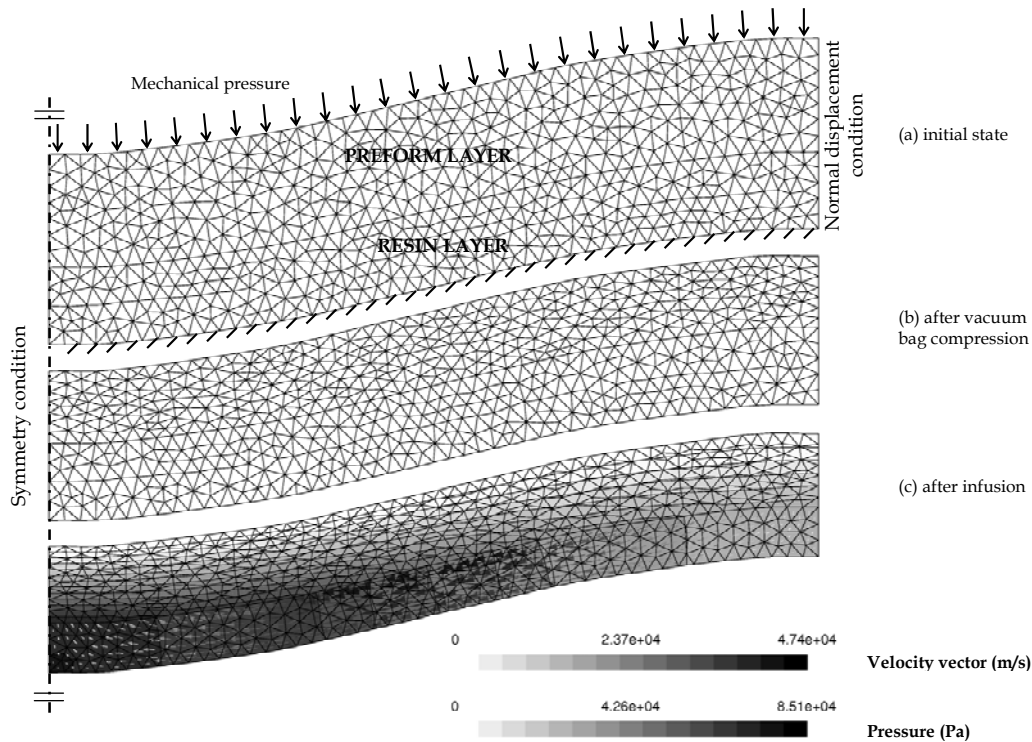 Mechanical pressure
PREFORM LAYER
RESIN LAYER
Normal displacement
condition
(a) initial state
Symmetry condition
(b) after vacuum
bag compression
(c) after infusion
0 2.37e+04 4.74e+04
Velocity vector (m/s)
0 4.26e+04 8.51e+04
Pressure (Pa)